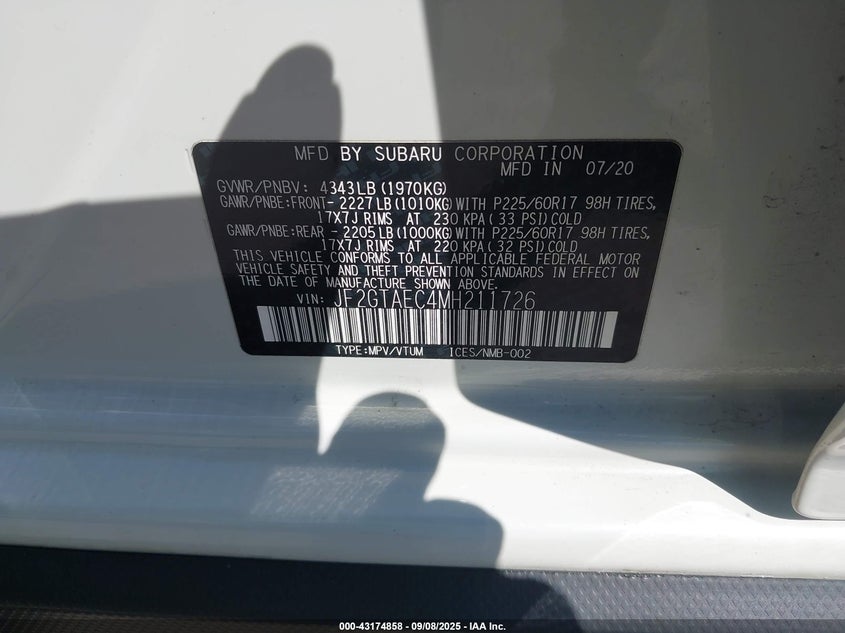 MFD BY SUBARU CORPORATION
MFD IN 07/20
GVWR/PNBV: 4343LB(1970KG)
GAWR/PNBE:FRONT- 2227LB(1010KG)WITH P225/60R17 98H TIRES,
17X7J RIMS AT 230 KPA(33 PSI)COLD
GAWR/PNBE:REAR - 2205LB(1000KG)WITH P225/60R17 98H TIRES,
17X7J RIMS AT 220 KPA(32 PSI)COLD
THIS VEHICLE CONFORMS TO ALL APPLICABLE FEDERAL MOTOR
VEHICLE SAFETY AND THEFT PREVENTION STANDARDS IN EFFECT ON
THE DATE OF MANUFACTURE SHOWN ABOVE.
VIN: JF2GTAEC4MH211726
TYPE:MPV/VTUM ICES/NMB-002
000-43174858 - 09/08/2025 - IAA Inc.